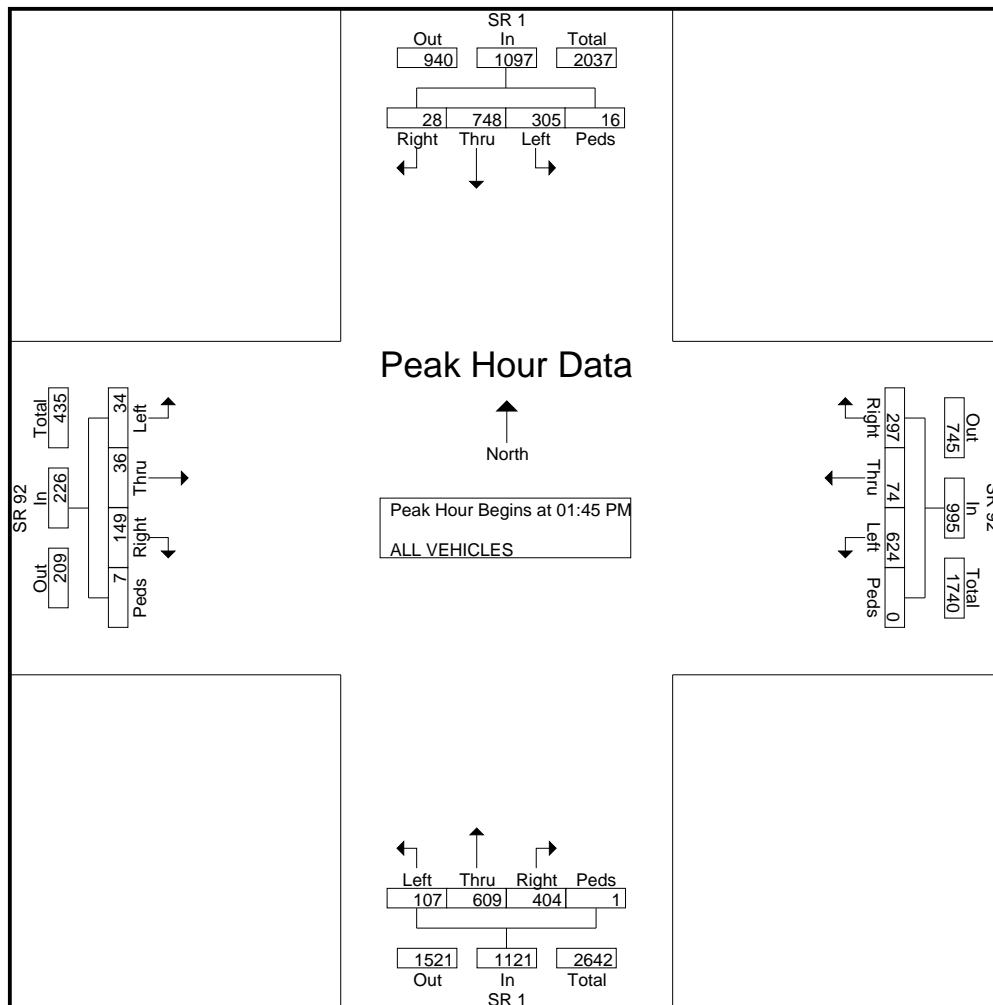 SR 1
Out In Total
940 1097 2037
28 748 305 16
Right Thru Left Peds
Peak Hour Data
North
Peak Hour Begins at 01:45 PM
ALL VEHICLES
SR 92
Total In Out
435 226 209
34 36 149 7
Left Thru Right Peds
Right Thru Left Peds
297 74 624 0
Out In Total
745 995 1740
SR 92
Left Thru Right Peds
107 609 404 1
1521 1121 2642
Out In Total
SR 1